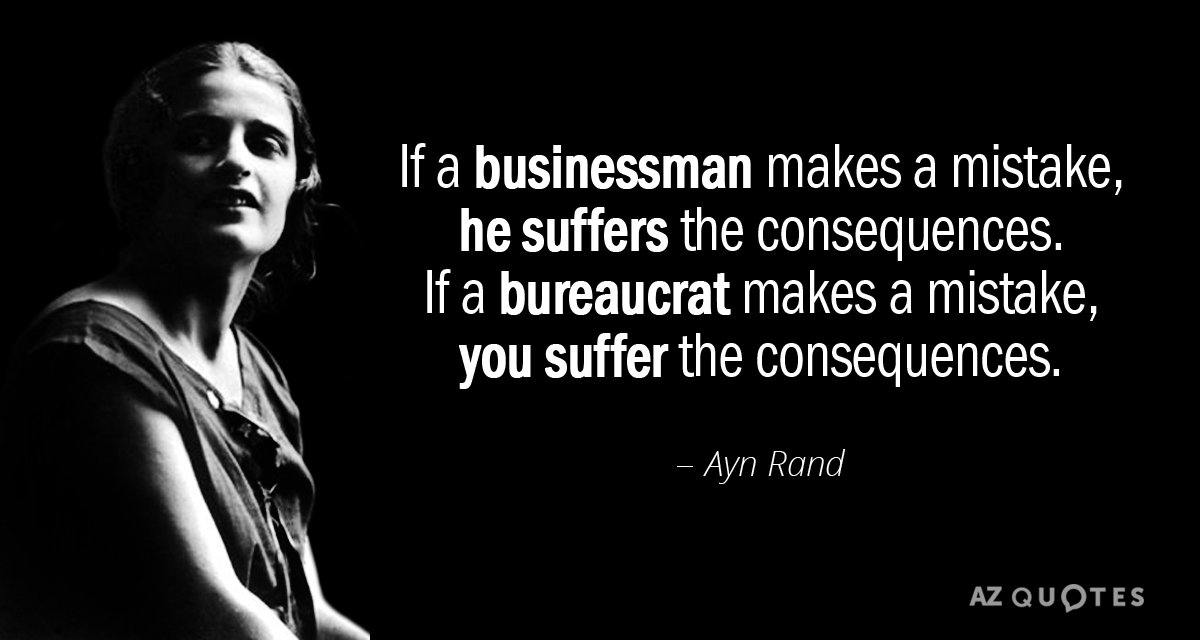 If a businessman makes a mistake,
he suffers the consequences.
If a bureaucrat makes a mistake,
you suffer the consequences.
– Ayn Rand
AZ QUOTES